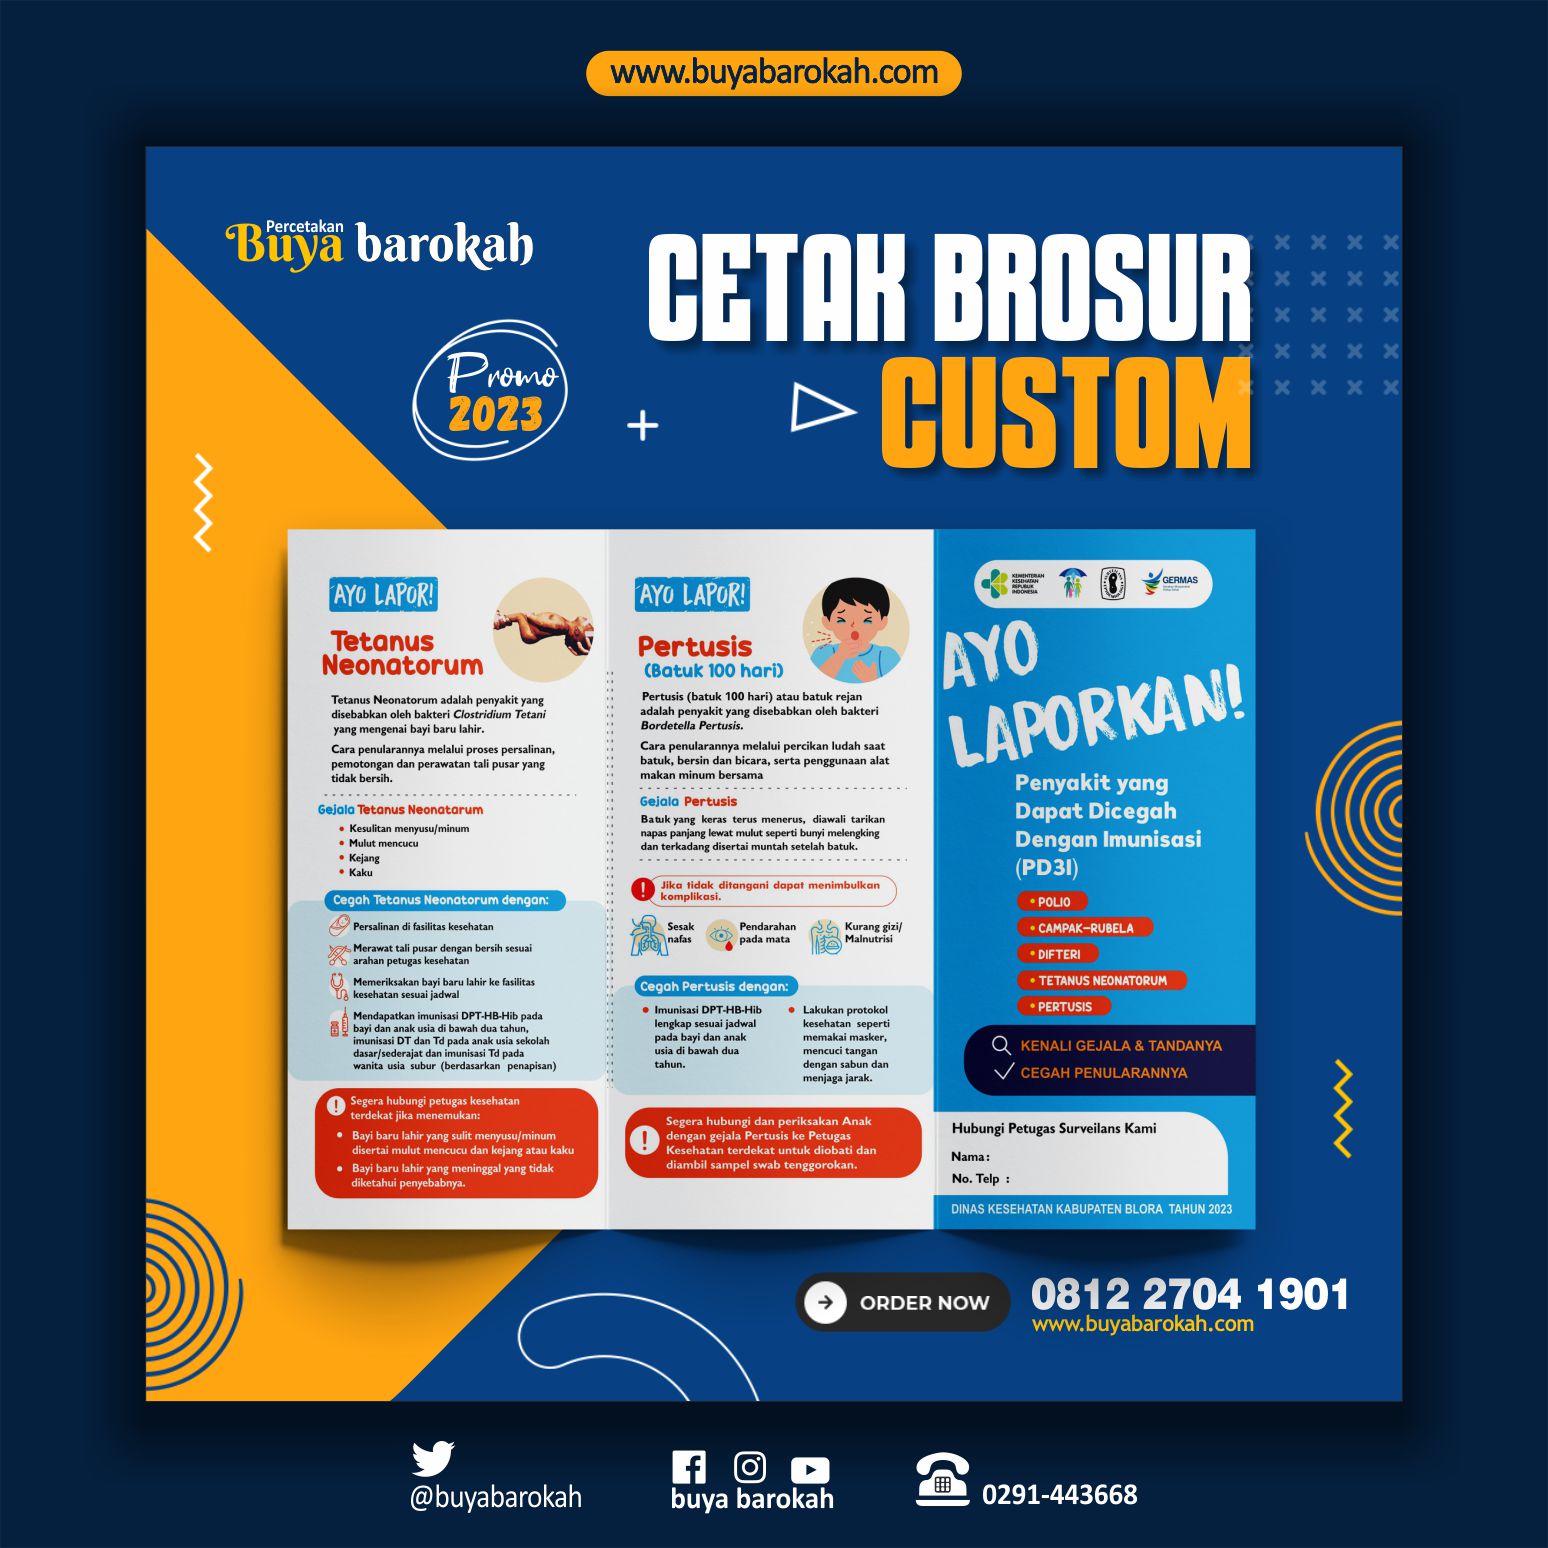 www.buyabarokah.com
Percetakan
Buya barokah
CETAK BROSUR
CUSTOM
Promo
2023
AYO LAPOR!
Tetanus
Neonatorum
Tetanus Neonatorum adalah penyakit yang
disebabkan oleh bakteri Clostridium Tetani
yang mengenai bayi baru lahir.
Cara penularannya melalui proses persalinan,
pemotongan dan perawatan tali pusar yang
tidak bersih.
Gejala Tetanus Neonatarum
• Kesulitan menyusu/minum
• Mulut mencucu
• Kejang
• Kaku
Cegah Tetanus Neonatorum dengan:
Persalinan di fasilitas kesehatan
Merawat tali pusar dengan bersih sesuai
arahan petugas kesehatan
Memeriksakan bayi baru lahir ke fasilitas
kesehatan sesuai jadwal
Mendapatkan imunisasi DPT-HB-Hib pada
bayi dan anak usia di bawah dua tahun,
imunisasi DT dan Td pada anak usia sekolah
dasar/sederajat dan imunisasi Td pada
wanita usia subur (berdasarkan penapisan)
! Segera hubungi petugas kesehatan
terdekat jika menemukan:
• Bayi baru lahir yang sulit menyusu/minum
disertai mulut mencucu dan kejang atau kaku
• Bayi baru lahir yang meninggal yang tidak
diketahui penyebabnya.
AYO LAPOR!
Pertusis
(Batuk 100 hari)
Pertusis (batuk 100 hari) atau batuk rejan
adalah penyakit yang disebabkan oleh bakteri
Bordetella Pertusis.
Cara penularannya melalui percikan ludah saat
batuk, bersin dan bicara, serta penggunaan alat
makan minum bersama
Gejala Pertusis
Batuk yang keras terus menerus, diawali tarikan
napas panjang lewat mulut seperti bunyi melengking
dan terkadang disertai muntah setelah batuk.
! Jika tidak ditangani dapat menimbulkan
komplikasi.
Sesak
nafas
Pendarahan
pada mata
Kurang gizi/
Malnutrisi
Cegah Pertusis dengan:
• Imunisasi DPT-HB-Hib
lengkap sesuai jadwal
pada bayi dan anak
usia di bawah dua
tahun.
• Lakukan protokol
kesehatan seperti
memakai masker,
mencuci tangan
dengan sabun dan
menjaga jarak.
! Segera hubungi dan periksakan Anak
dengan gejala Pertusis ke Petugas
Kesehatan terdekat untuk diobati dan
diambil sampel swab tenggorokan.
KEMENTERIAN
KESEHATAN
REPUBLIK
INDONESIA
GERMAS
AYO
LAPORKAN!
Penyakit yang
Dapat Dicegah
Dengan Imunisasi
(PD3I)
• POLIO
• CAMPAK-RUBELA
• DIFTERI
• TETANUS NEONATORUM
• PERTUSIS
KENALI GEJALA & TANDANYA
CEGAH PENULARANNYA
Hubungi Petugas Surveilans Kami
Nama :
No. Telp :
DINAS KESEHATAN KABUPATEN BLORA TAHUN 2023
ORDER NOW
0812 2704 1901
www.buyabarokah.com
@buyabarokah
buya barokah
0291-443668